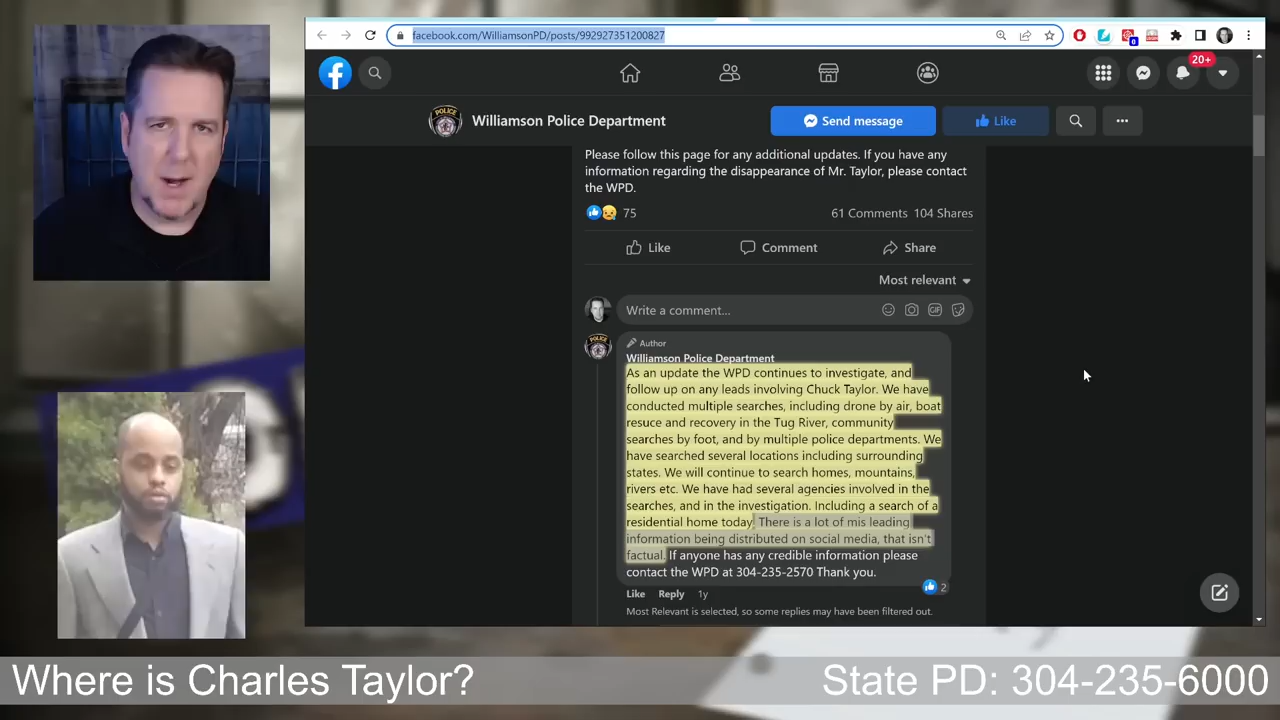 facebook.com/WilliamsonPD/posts/992927351200827
20+
Williamson Police Department
Send message
Like
Please follow this page for any additional updates. If you have any
information regarding the disappearance of Mr. Taylor, please contact
the WPD.
75
61 Comments 104 Shares
Like
Comment
Share
Most relevant
Write a comment...
Author
Williamson Police Department
As an update the WPD continues to investigate, and
follow up on any leads involving Chuck Taylor. We have
conducted multiple searches, including drone by air, boat
resuce and recovery in the Tug River, community
searches by foot, and by multiple police departments. We
have searched several locations including surrounding
states. We will continue to search homes, mountains,
rivers etc. We have had several agencies involved in the
searches, and in the investigation. Including a search of a
residential home today. There is a lot of mis leading
information being distributed on social media, that isn't
factual. If anyone has any credible information please
contact the WPD at 304-235-2570 Thank you.
2
Like Reply 1y
Most Relevant is selected, so some replies may have been filtered out.
Where is Charles Taylor?
State PD: 304-235-6000